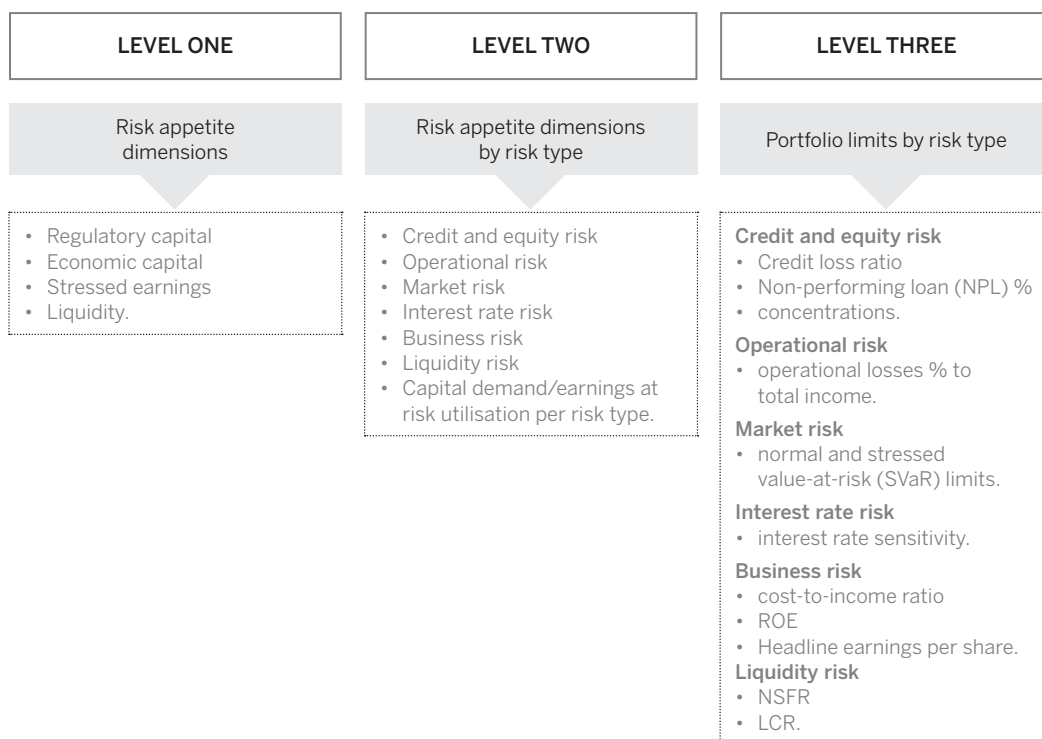 LEVEL ONE
Risk appetite
dimensions
• Regulatory capital
• Economic capital
• Stressed earnings
• Liquidity.
LEVEL TWO
Risk appetite dimensions
by risk type
• Credit and equity risk
• Operational risk
• Market risk
• Interest rate risk
• Business risk
• Liquidity risk
• Capital demand/earnings at
risk utilisation per risk type.
LEVEL THREE
Portfolio limits by risk type
Credit and equity risk
• Credit loss ratio
• Non-performing loan (NPL) %
• concentrations.
Operational risk
• operational losses % to
total income.
Market risk
• normal and stressed
value-at-risk (SVaR) limits.
Interest rate risk
• interest rate sensitivity.
Business risk
• cost-to-income ratio
• ROE
• Headline earnings per share.
Liquidity risk
• NSFR
• LCR.